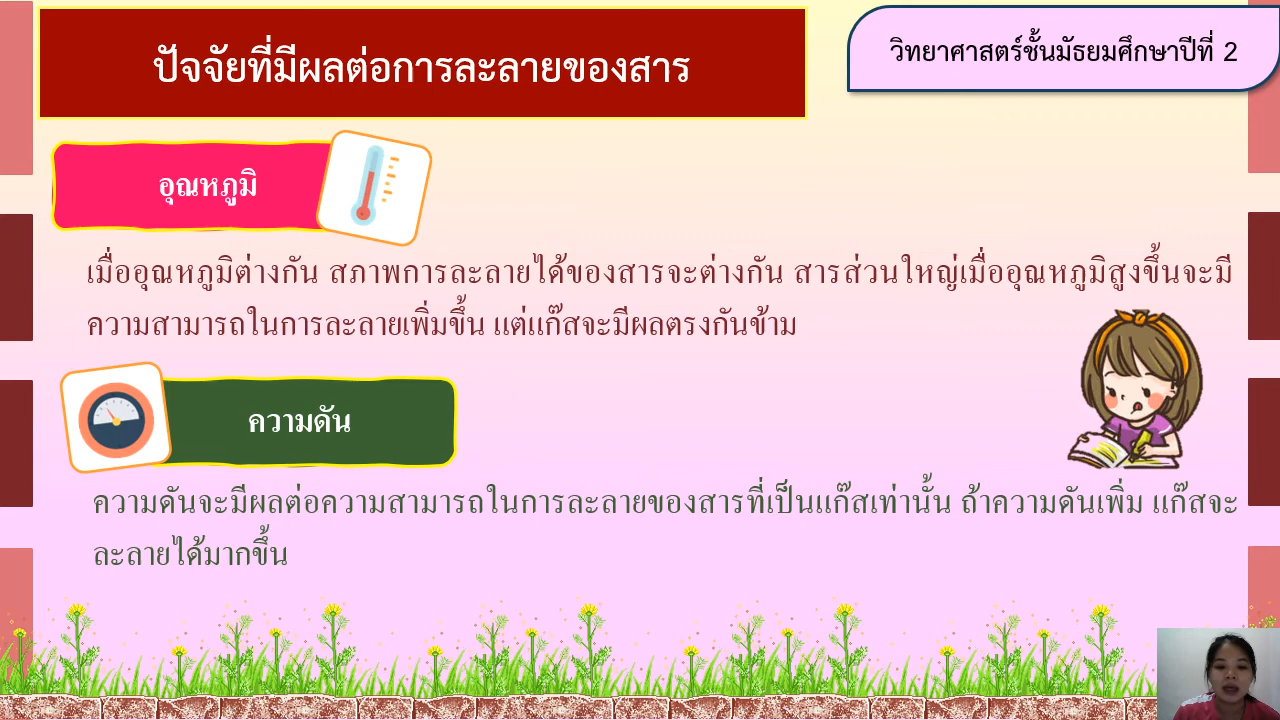 ปัจจัยที่มีผลต่อการละลายของสาร
วิทยาศาสตร์ชั้นมัธยมศึกษาปีที่ 2
อุณหภูมิ
เมื่ออุณหภูมิต่างกัน สภาพการละลายได้ของสารจะต่างกัน สารส่วนใหญ่เมื่ออุณหภูมิสูงขึ้นจะมี
ความสามารถในการละลายเพิ่มขึ้น แต่แก๊สจะมีผลตรงกันข้าม
ความดัน
ความดันจะมีผลต่อความสามารถในการละลายของสารที่เป็นแก๊สเท่านั้น ถ้าความดันเพิ่ม แก๊สจะ
ละลายได้มากขึ้น